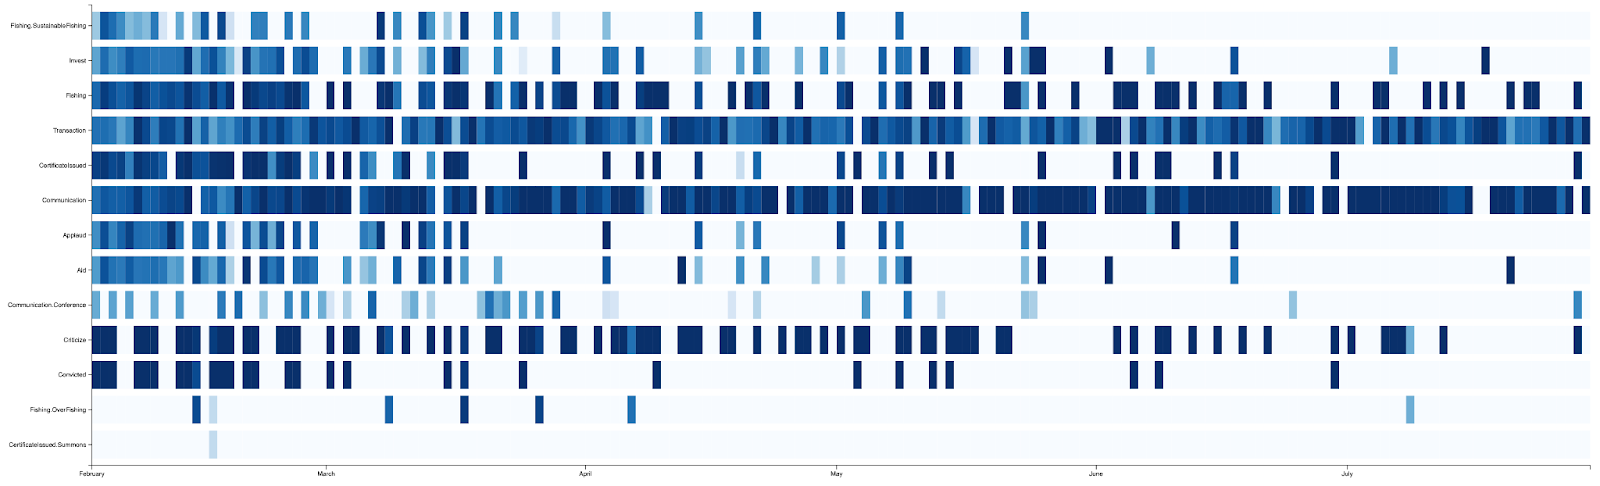 Fishing.SustainableFishing
Invest
Fishing
Transaction
CertificateIssued
Communication
Applaud
Aid
Communication.Conference
Criticize
Convicted
Fishing.OverFishing
CertificateIssued.Summons
February March April May June July